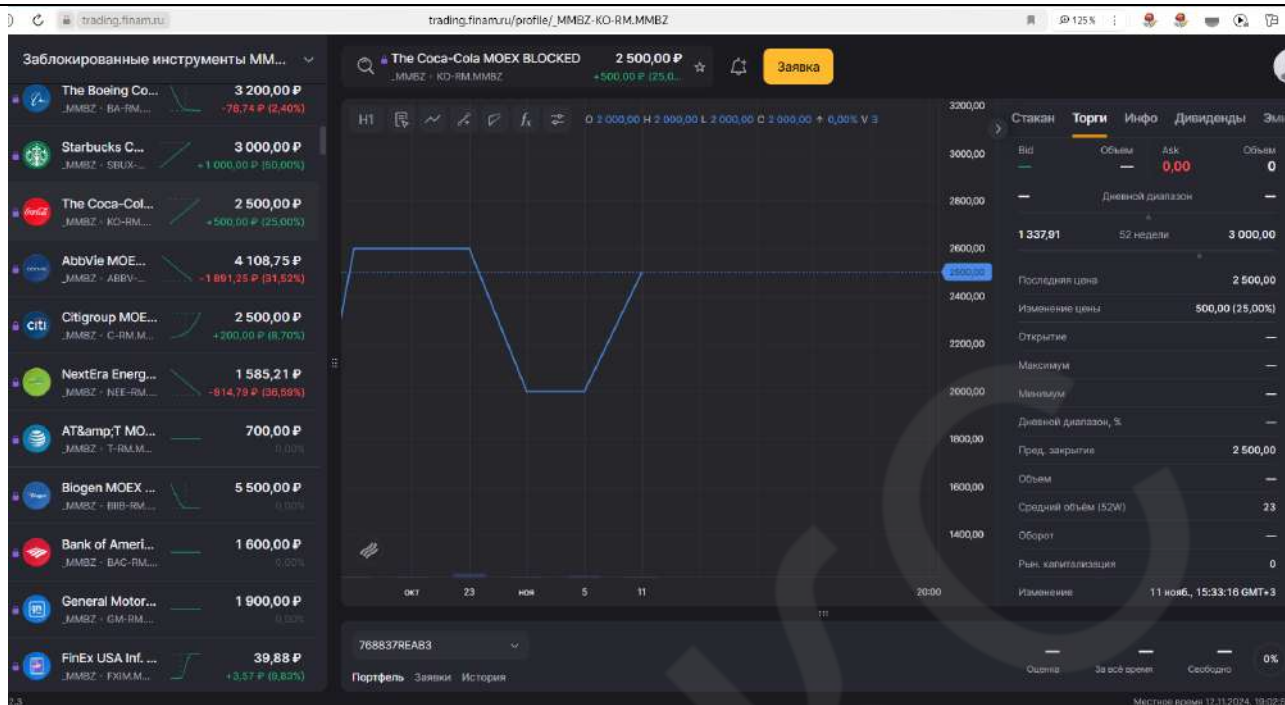 trading.finam.ru
trading.finam.ru/profile/_MMBZ-KO-RM.MMBZ
125 %
Заблокированные инструменты ММ...
The Boeing Co...
3 200,00 ₽
_MMBZ · BA-RM....
-78,74 ₽ (2,40%)
Starbucks C...
3 000,00 ₽
_MMBZ · SBUX-...
+1 000,00 ₽ (50,00%)
The Coca-Col...
2 500,00 ₽
_MMBZ · KO-RM....
+500,00 ₽ (25,00%)
AbbVie MOE...
4 108,75 ₽
_MMBZ · ABBV-...
-1 891,25 ₽ (31,52%)
citi
Citigroup MOE...
2 500,00 ₽
_MMBZ · C-RM.M...
+200,00 ₽ (8,70%)
NextEra Energ...
1 585,21 ₽
_MMBZ · NEE-RM....
-914,79 ₽ (36,59%)
AT&amp;T MO...
700,00 ₽
_MMBZ · T-RM.M...
0,00%
Biogen MOEX ...
5 500,00 ₽
_MMBZ · BIIB-RM....
0,00%
Bank of Ameri...
1 600,00 ₽
_MMBZ · BAC-RM....
0,00%
General Motor...
1 900,00 ₽
_MMBZ · GM-RM....
0,00%
FinEx USA Inf. ...
39,88 ₽
_MMBZ · FXIM.M...
+3,57 ₽ (9,83%)
The Coca-Cola MOEX BLOCKED
2 500,00 ₽
_MMBZ · KO-RM.MMBZ
+500,00 ₽ (25,0...
Заявка
H1
O 2 000,00 H 2 000,00 L 2 000,00 C 2 000,00 0,00% V 3
3200,00
3000,00
2800,00
2600,00
2500,00
2400,00
2200,00
2000,00
1800,00
1600,00
1400,00
окт 23 ноя 5 11 20:00
768837REAB3
Портфель Заявки История
Стакан Торги Инфо Дивиденды Эми
Bid Объем Ask Объем
— — 0,00 0
— Дневной диапазон —
1 337,91 52 недели 3 000,00
Последняя цена 2 500,00
Изменение цены 500,00 (25,00%)
Открытие —
Максимум —
Минимум —
Дневной диапазон, % —
Пред. закрытие 2 500,00
Объем —
Средний объём (52W) 23
Оборот —
Рын. капитализация 0
Изменение 11 нояб., 15:33:16 GMT+3
— — — 0%
Оценка За всё время Свободно
Местное время 12.11.2024, 19:02: